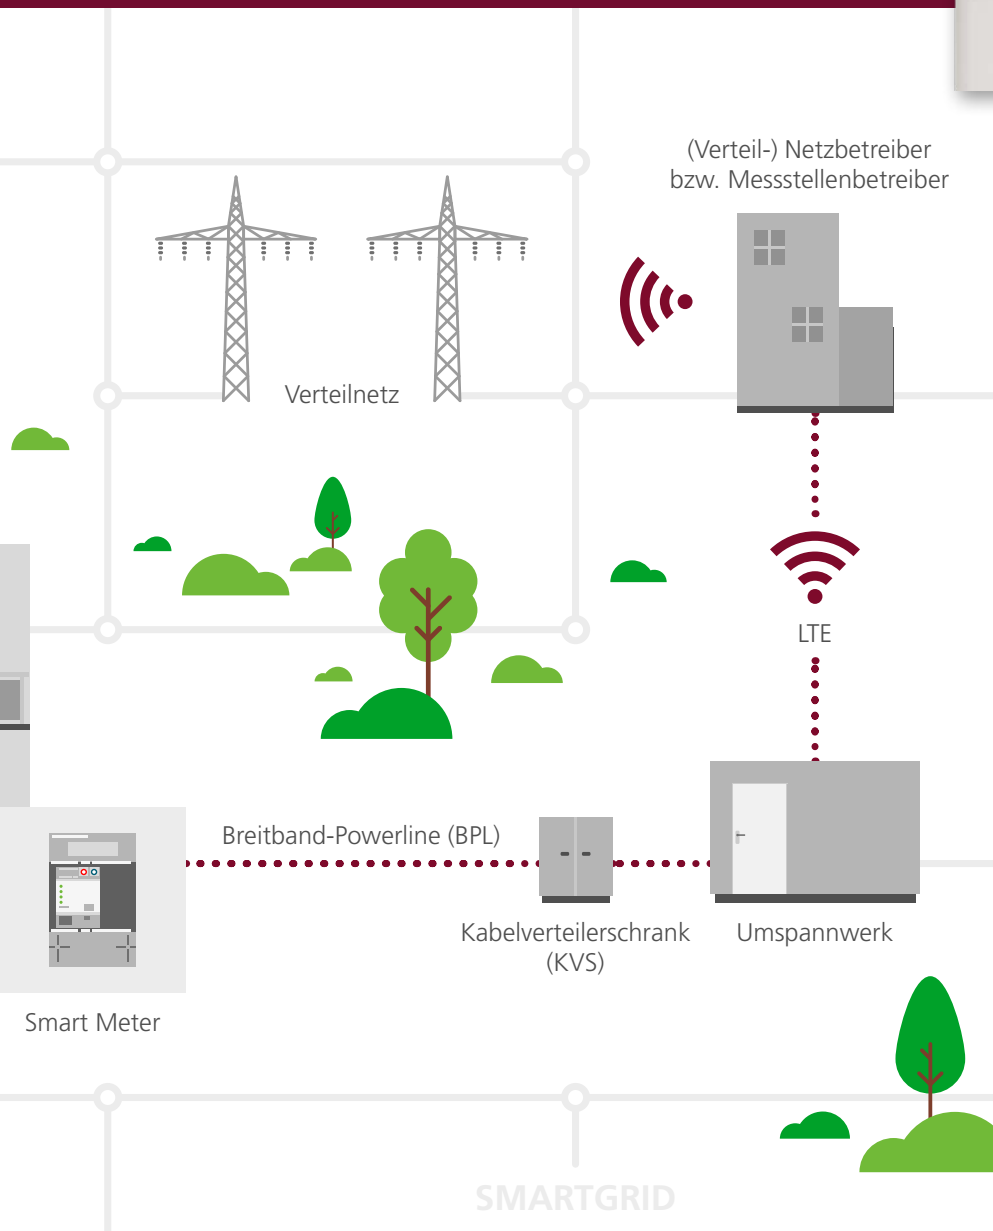 (Verteil-) Netzbetreiber
bzw. Messstellenbetreiber
Verteilnetz
LTE
Breitband-Powerline (BPL)
Kabelverteilerschrank
(KVS)
Umspannwerk
Smart Meter
SMARTGRID